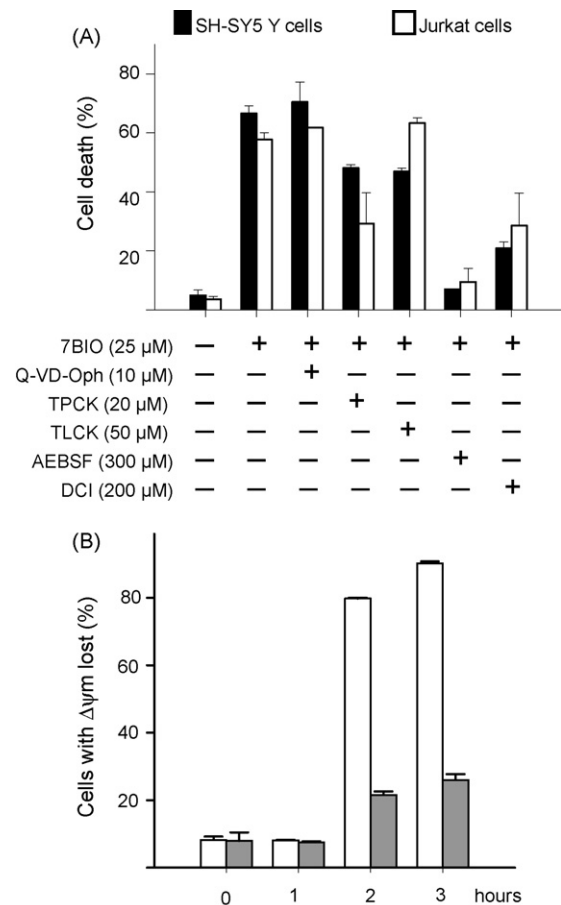 (A) SH-SY5 Y cells Jurkat cells
80
60
40
20
Cell death (%)
7BIO (25 µM) — + + + + + +
Q-VD-Oph (10 µM) — — + — — — —
TPCK (20 µM) — — — + — — —
TLCK (50 µM) — — — — + — —
AEBSF (300 µM) — — — — — + —
DCI (200 µM) — — — — — — +
(B)
80
60
40
20
Cells with Δψm lost (%)
0 1 2 3 hours